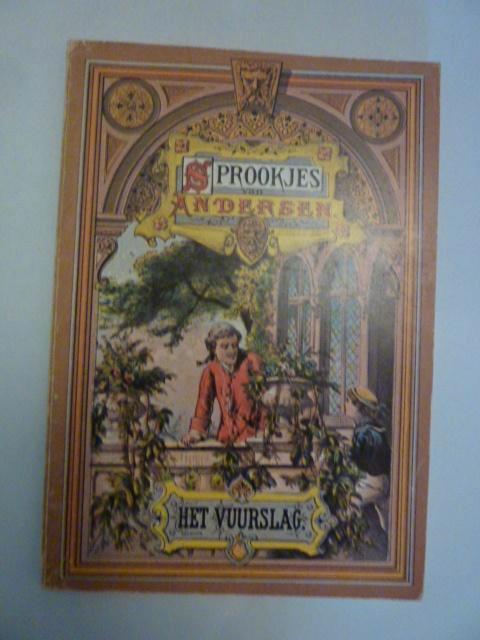 SPROOKJES
van
ANDERSEN.
HET VUURSLAG.